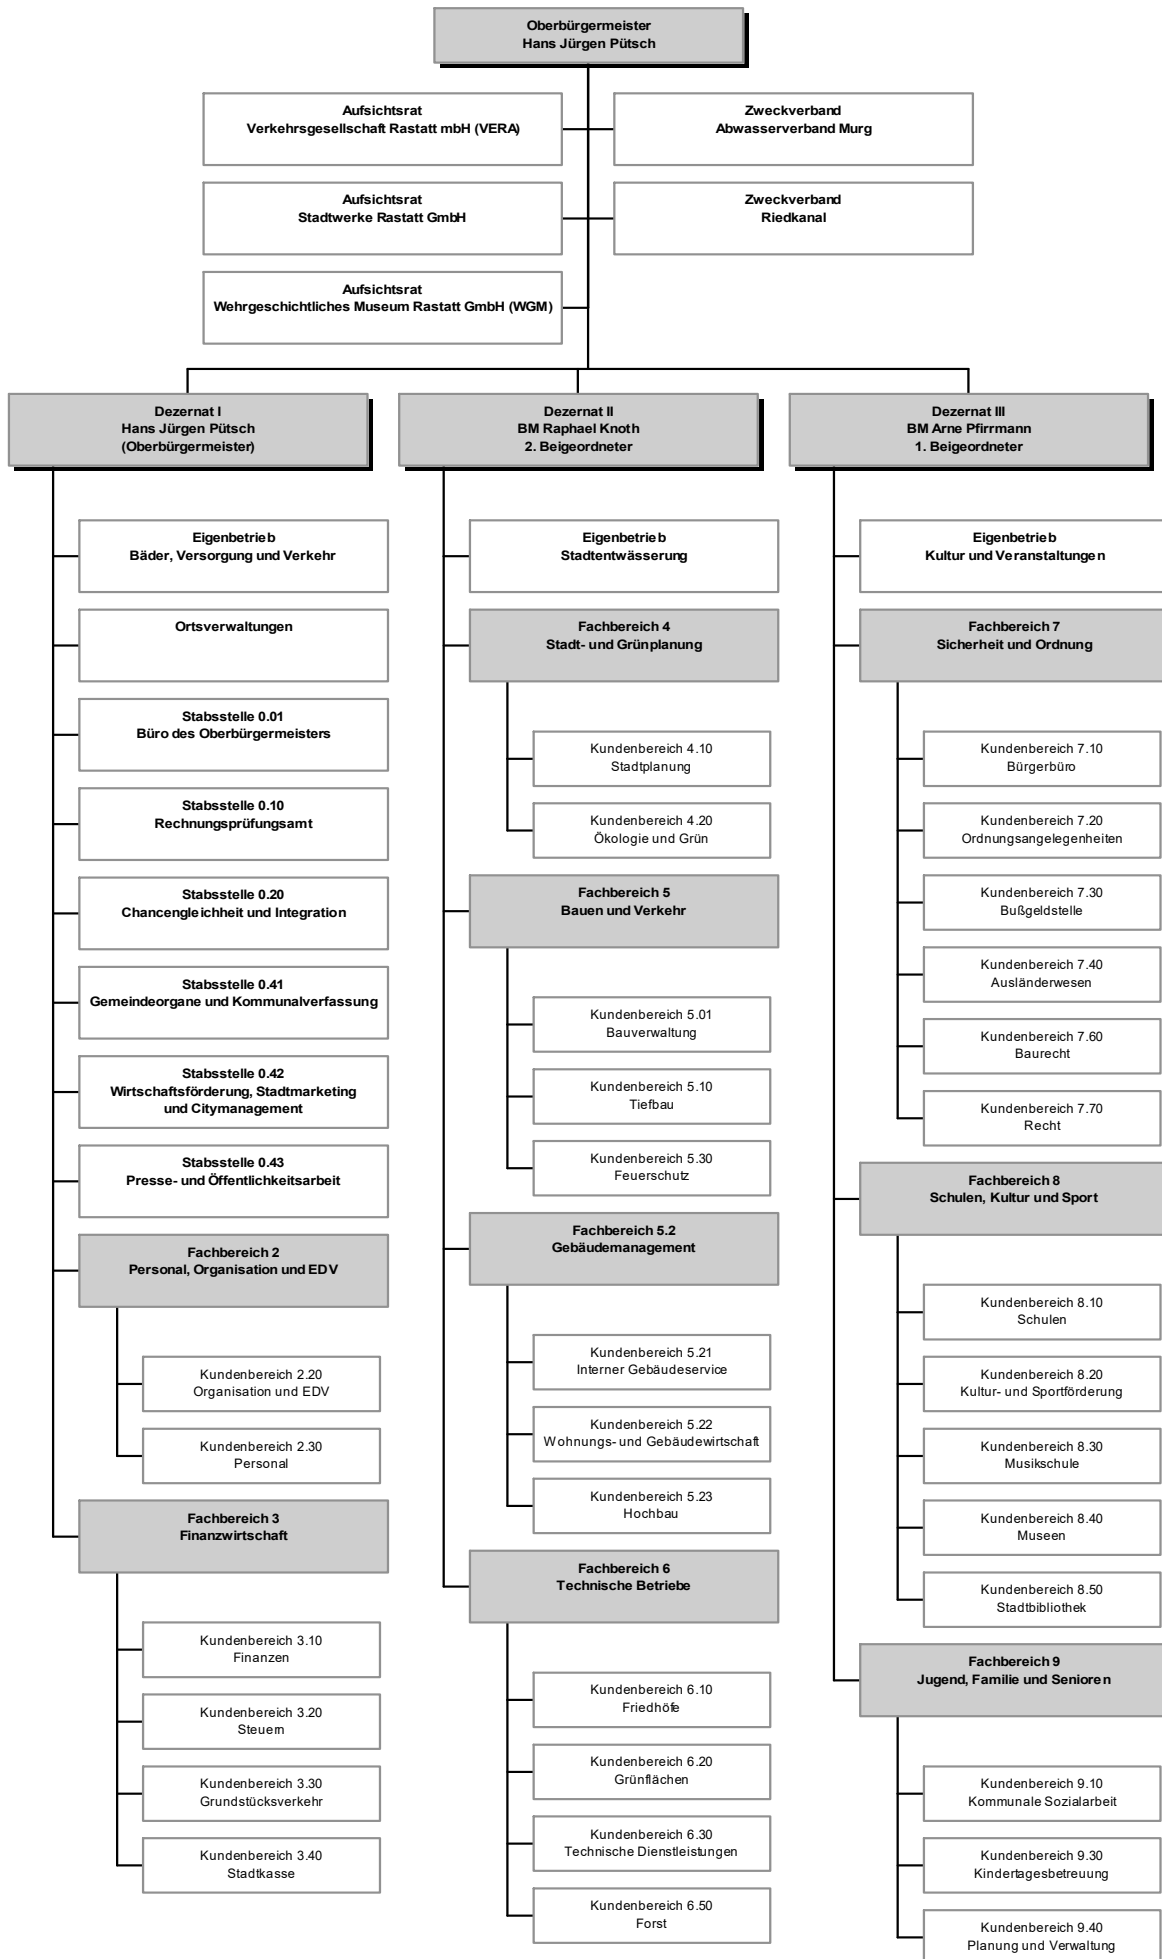 Oberbürgermeister
Hans Jürgen Pütsch
Aufsichtsrat
Verkehrsgesellschaft Rastatt mbH (VERA)
Zweckverband
Abwasserverband Murg
Aufsichtsrat
Stadtwerke Rastatt GmbH
Zweckverband
Riedkanal
Aufsichtsrat
Wehrgeschichtliches Museum Rastatt GmbH (WGM)
Dezernat I
Hans Jürgen Pütsch
(Oberbürgermeister)
Eigenbetrieb
Bäder, Versorgung und Verkehr
Ortsverwaltungen
Stabsstelle 0.01
Büro des Oberbürgermeisters
Stabsstelle 0.10
Rechnungsprüfungsamt
Stabsstelle 0.20
Chancengleichheit und Integration
Stabsstelle 0.41
Gemeindeorgane und Kommunalverfassung
Stabsstelle 0.42
Wirtschaftsförderung, Stadtmarketing
und Citymanagement
Stabsstelle 0.43
Presse- und Öffentlichkeitsarbeit
Fachbereich 2
Personal, Organisation und EDV
Kundenbereich 2.20
Organisation und EDV
Kundenbereich 2.30
Personal
Fachbereich 3
Finanzwirtschaft
Kundenbereich 3.10
Finanzen
Kundenbereich 3.20
Steuern
Kundenbereich 3.30
Grundstücksverkehr
Kundenbereich 3.40
Stadtkasse
Dezernat II
BM Raphael Knoth
2. Beigeordneter
Eigenbetrieb
Stadtentwässerung
Fachbereich 4
Stadt- und Grünplanung
Kundenbereich 4.10
Stadtplanung
Kundenbereich 4.20
Ökologie und Grün
Fachbereich 5
Bauen und Verkehr
Kundenbereich 5.01
Bauverwaltung
Kundenbereich 5.10
Tiefbau
Kundenbereich 5.30
Feuerschutz
Fachbereich 5.2
Gebäudemanagement
Kundenbereich 5.21
Interner Gebäudeservice
Kundenbereich 5.22
Wohnungs- und Gebäudewirtschaft
Kundenbereich 5.23
Hochbau
Fachbereich 6
Technische Betriebe
Kundenbereich 6.10
Friedhöfe
Kundenbereich 6.20
Grünflächen
Kundenbereich 6.30
Technische Dienstleistungen
Kundenbereich 6.50
Forst
Dezernat III
BM Arne Pfirrmann
1. Beigeordneter
Eigenbetrieb
Kultur und Veranstaltungen
Fachbereich 7
Sicherheit und Ordnung
Kundenbereich 7.10
Bürgerbüro
Kundenbereich 7.20
Ordnungsangelegenheiten
Kundenbereich 7.30
Bußgeldstelle
Kundenbereich 7.40
Ausländerwesen
Kundenbereich 7.60
Baurecht
Kundenbereich 7.70
Recht
Fachbereich 8
Schulen, Kultur und Sport
Kundenbereich 8.10
Schulen
Kundenbereich 8.20
Kultur- und Sportförderung
Kundenbereich 8.30
Musikschule
Kundenbereich 8.40
Museen
Kundenbereich 8.50
Stadtbibliothek
Fachbereich 9
Jugend, Familie und Senioren
Kundenbereich 9.10
Kommunale Sozialarbeit
Kundenbereich 9.30
Kindertagesbetreuung
Kundenbereich 9.40
Planung und Verwaltung